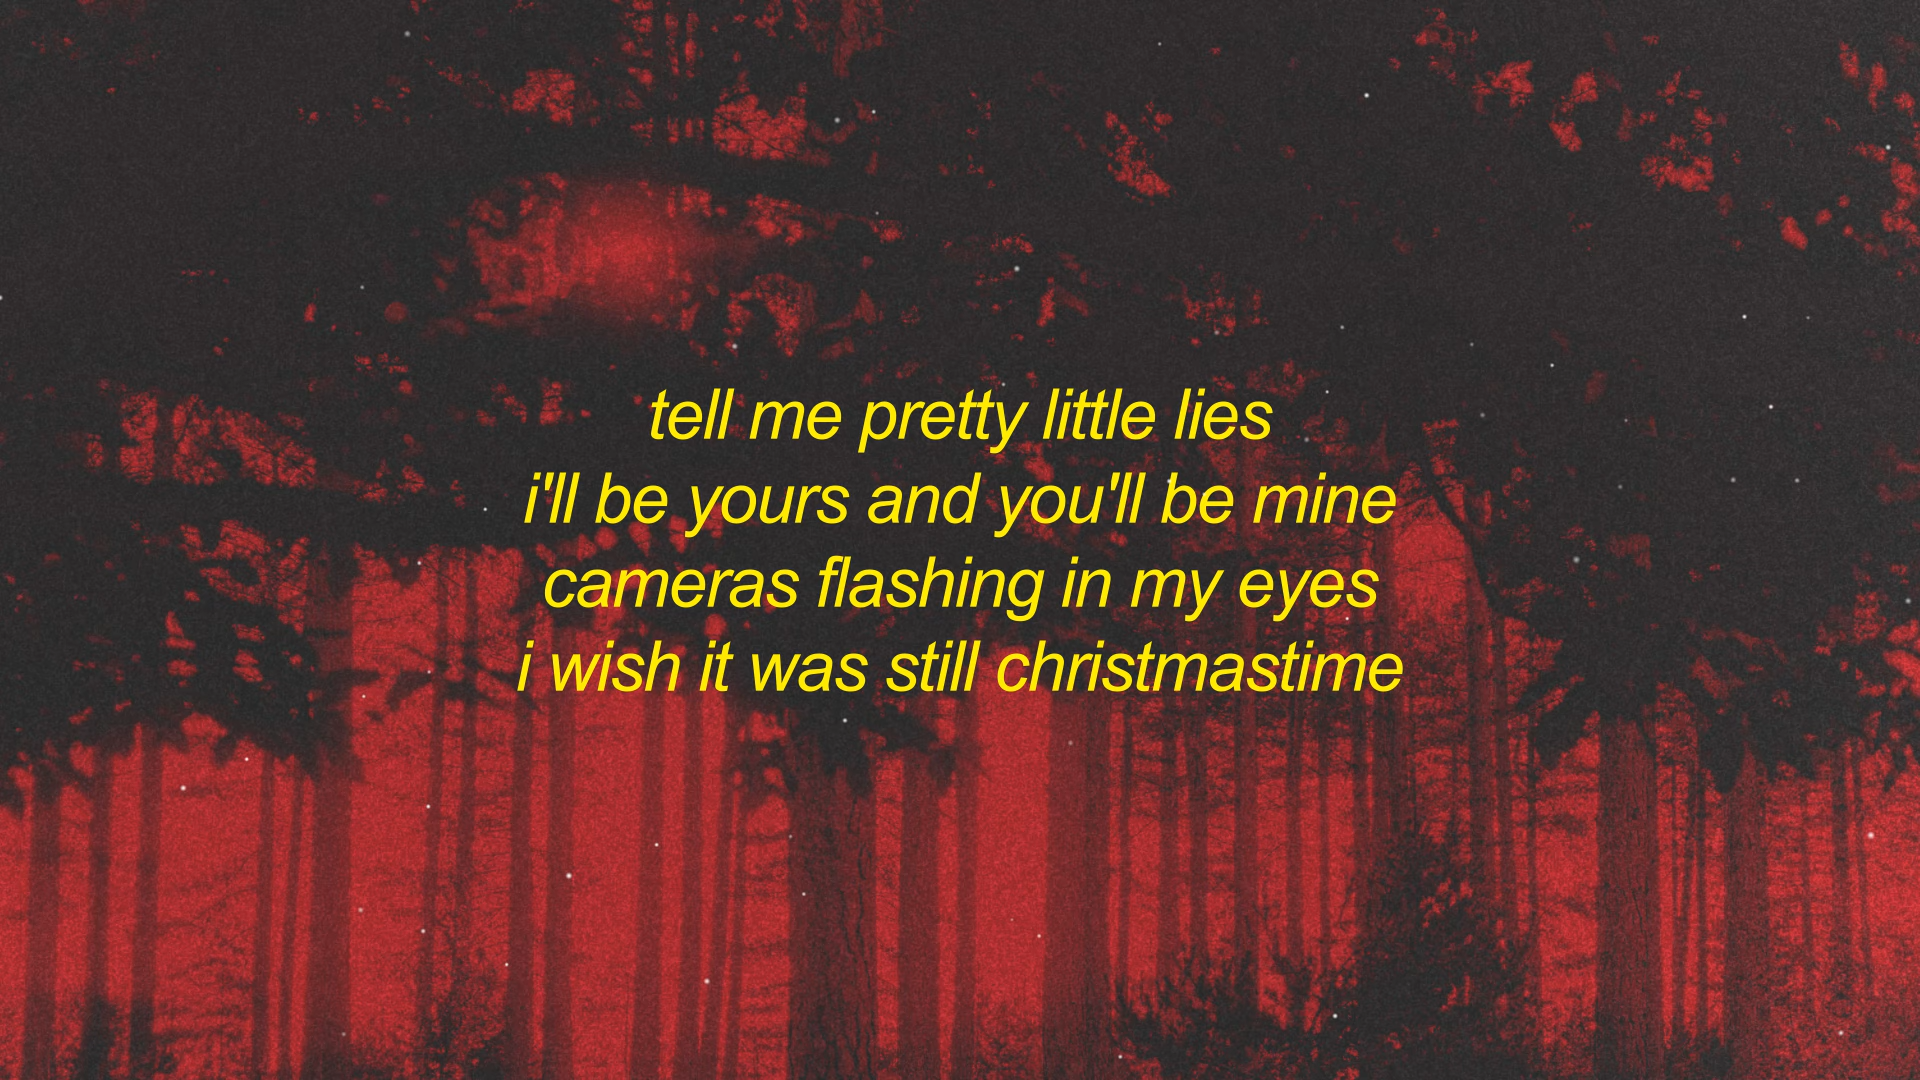 tell me pretty little lies
i'll be yours and you'll be mine
cameras flashing in my eyes
i wish it was still christmastime